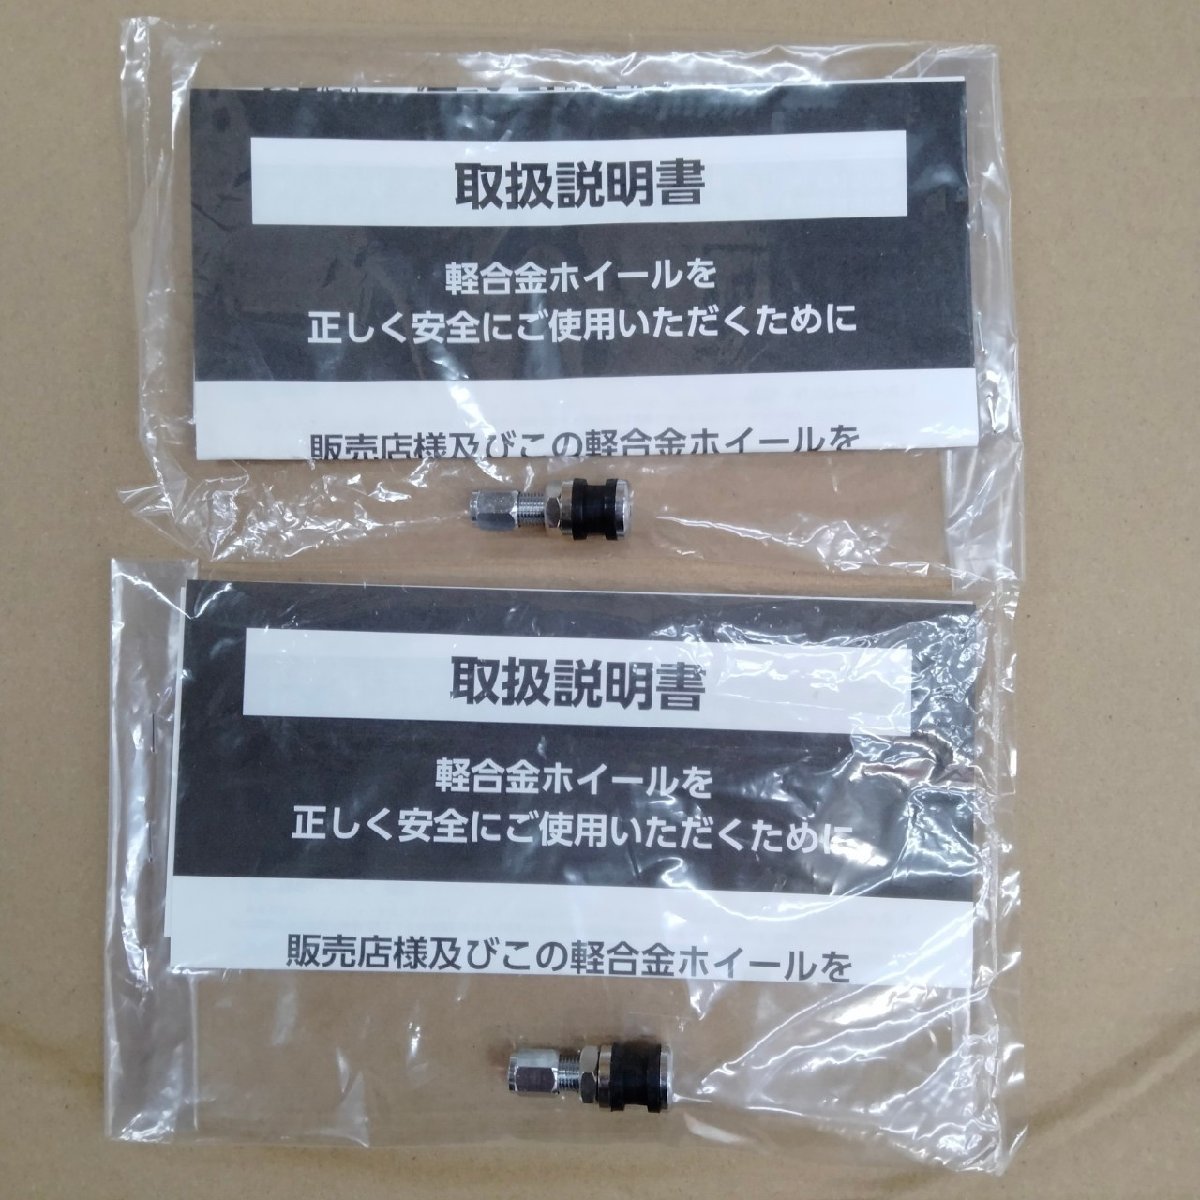 取扱説明書
軽合金ホイールを
正しく安全にご使用いただくために
販売店様及びこの軽合金ホイールを
取扱説明書
軽合金ホイールを
正しく安全にご使用いただくために
販売店様及びこの軽合金ホイールを